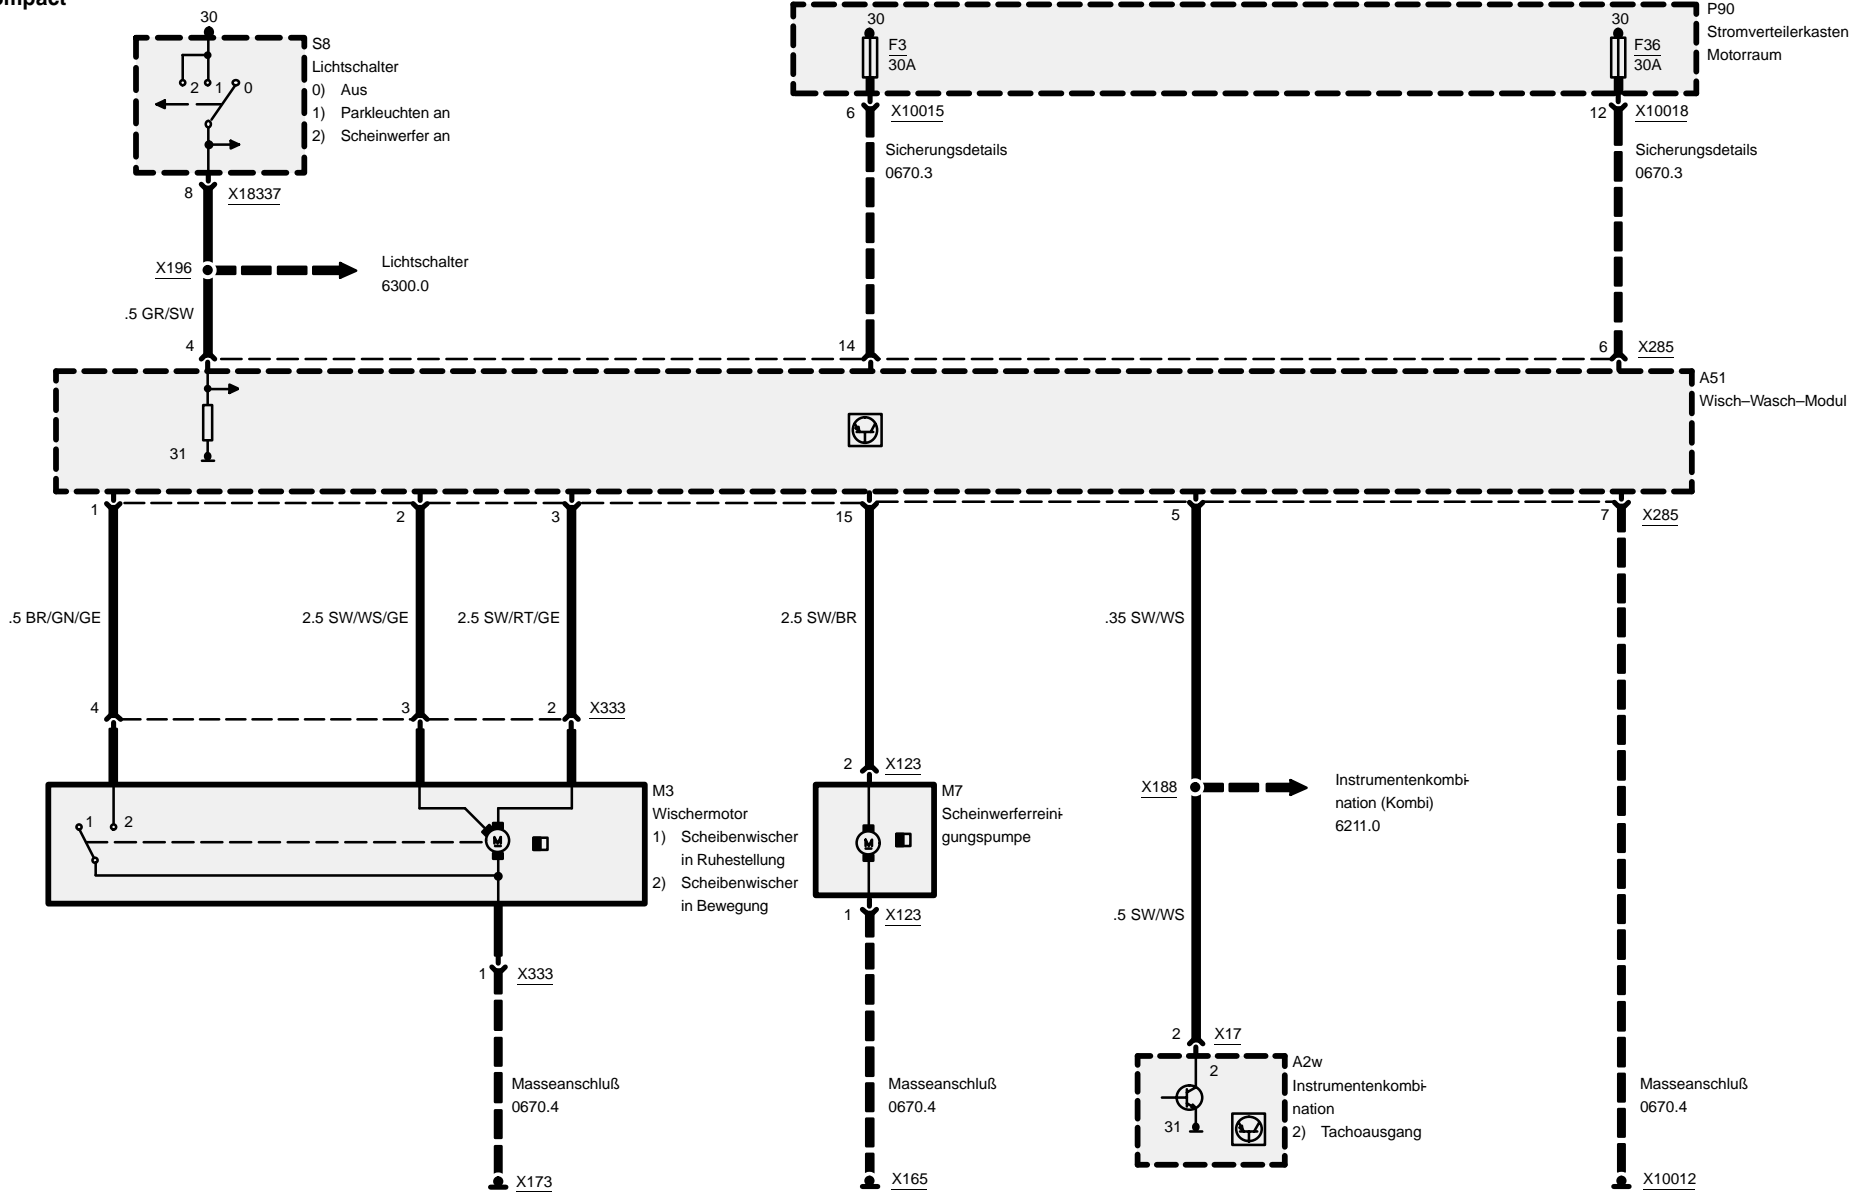 ompact
30
S8
Lichtschalter
0) Aus
1) Parkleuchten an
2) Scheinwerfer an
2 1 0
8 X18337
X196
Lichtschalter
6300.0
.5 GR/SW
4
30
F3
30A
6 X10015
Sicherungsdetails
0670.3
14
30
F36
30A
P90
Stromverteilerkasten
Motorraum
12 X10018
Sicherungsdetails
0670.3
6 X285
A51
Wisch–Wasch–Modul
31
1
2
3
15
5
7 X285
.5 BR/GN/GE
2.5 SW/WS/GE
2.5 SW/RT/GE
2.5 SW/BR
.35 SW/WS
4
3
2 X333
1 2
M
M3
Wischermotor
1) Scheibenwischer
in Ruhestellung
2) Scheibenwischer
in Bewegung
1 X333
Masseanschluß
0670.4
X173
2 X123
M
M7
Scheinwerferreini-
gungspumpe
1 X123
Masseanschluß
0670.4
X165
X188
Instrumentenkombi-
nation (Kombi)
6211.0
.5 SW/WS
2 X17
2
31
A2w
Instrumentenkombi-
nation
2) Tachoausgang
Masseanschluß
0670.4
X10012